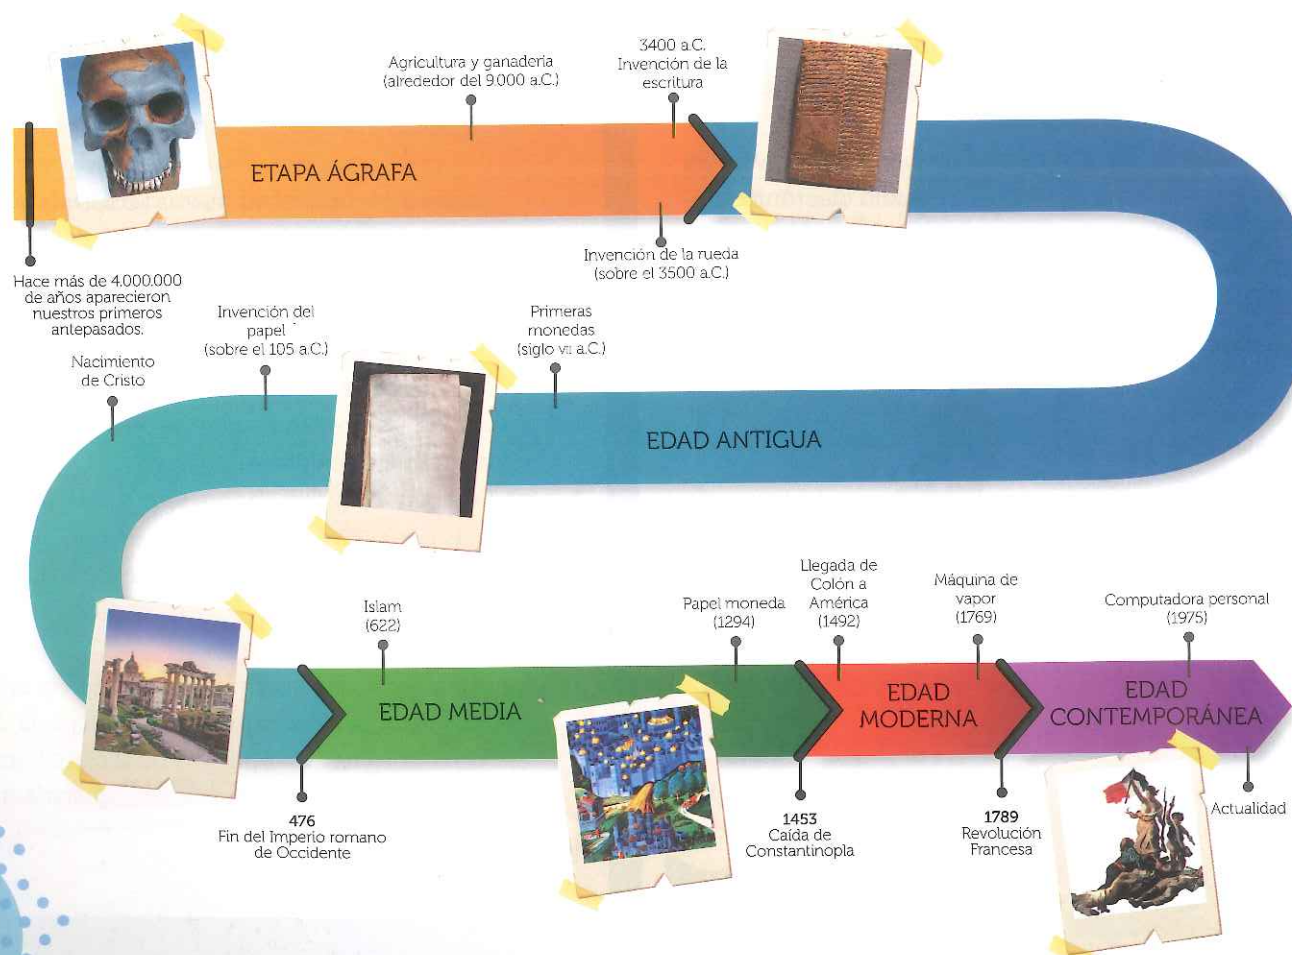 Agricultura y ganadería
(alrededor del 9.000 a.C.)
3400 a.C.
Invención de la
escritura
ETAPA ÁGRAFA
Hace más de 4.000.000
de años aparecieron
nuestros primeros
antepasados.
Invención de la rueda
(sobre el 3500 a.C.)
Nacimiento
de Cristo
Invención del
papel
(sobre el 105 a.C.)
Primeras
monedas
(siglo VII a.C.)
EDAD ANTIGUA
Islam
(622)
Papel moneda
(1294)
Llegada de
Colón a
América
(1492)
Máquina de
vapor
(1769)
Computadora personal
(1975)
EDAD MEDIA
EDAD
MODERNA
EDAD
CONTEMPORÁNEA
476
Fin del Imperio romano
de Occidente
1453
Caída de
Constantinopla
1789
Revolución
Francesa
Actualidad